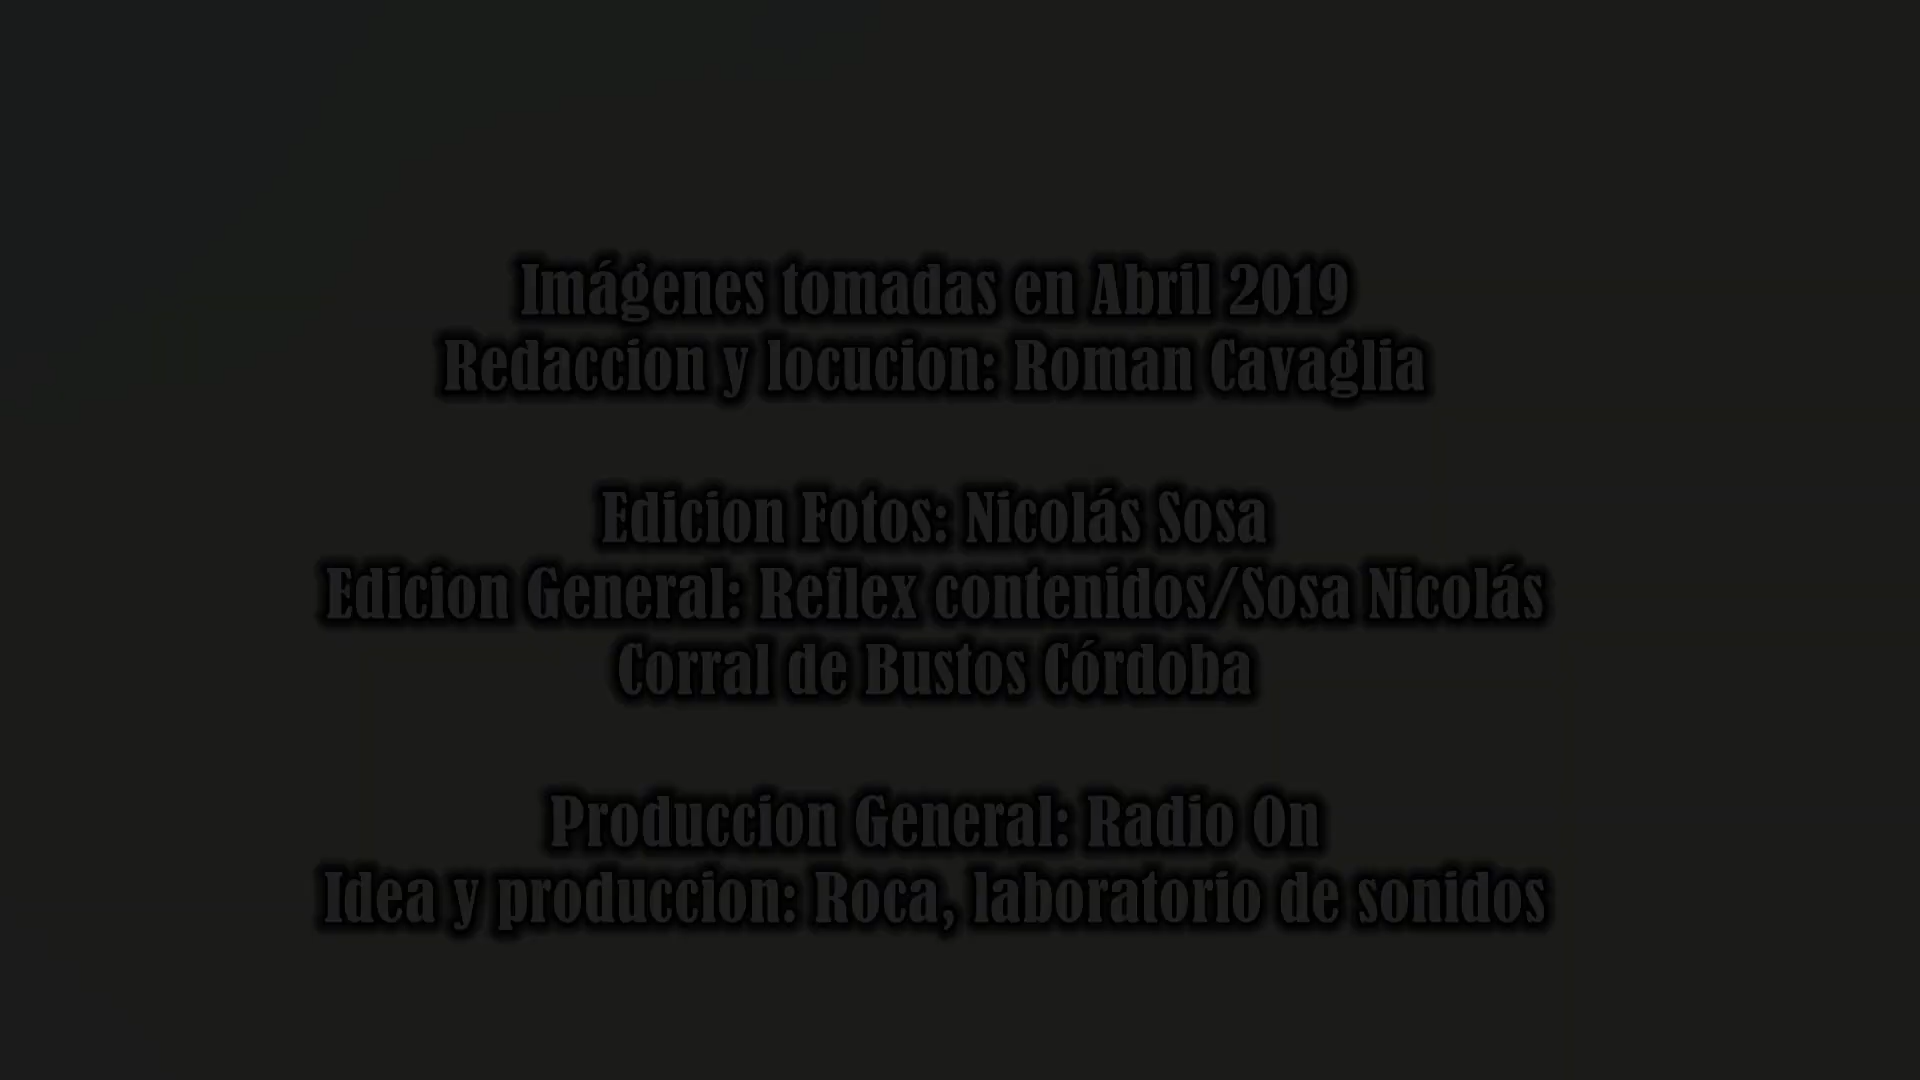 Imágenes tomadas en Abril 2019
Redaccion y locucion: Roman Cavaglia
Edicion Fotos: Nicolás Sosa
Edicion General: Reflex contenidos/Sosa Nicolás
Corral de Bustos Córdoba
Produccion General: Radio On
Idea y produccion: Roca, laboratorio de sonidos